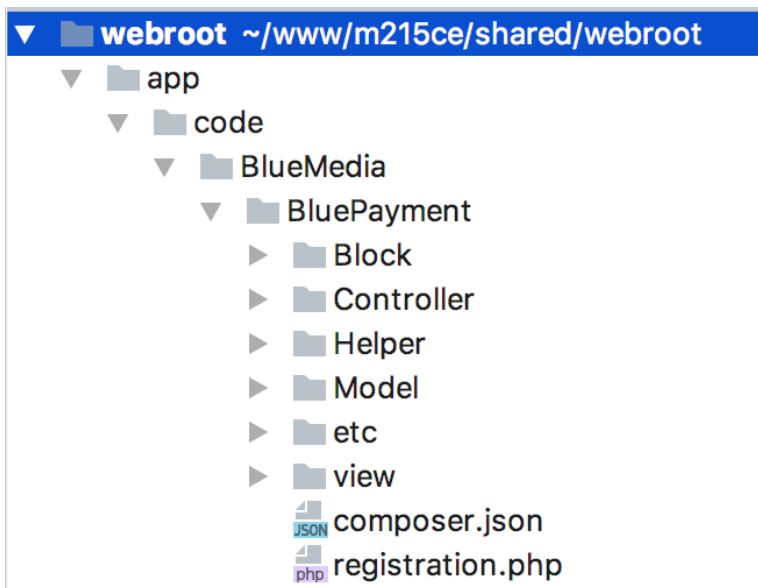 webroot ~/www/m215ce/shared/webroot
app
code
BlueMedia
BluePayment
Block
Controller
Helper
Model
etc
view
JSON composer.json
php registration.php